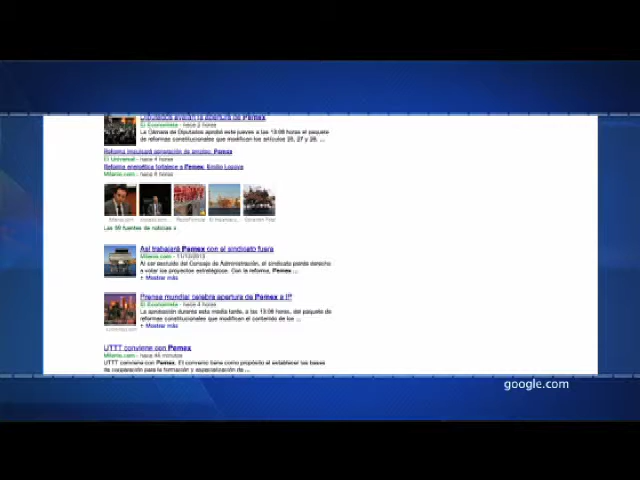 Diputados avalan la apertura de Pemex
El Economista - hace 2 horas
La Cámara de Diputados aprobó este jueves a las 13:08 horas el paquete
de reformas constitucionales que modifican los artículos 25, 27 y 28, ...
Reforma impulsará generación de empleo: Pemex
El Universal - hace 4 horas
Reforma energética fortalece a Pemex: Emilio Lozoya
Milenio.com - hace 4 horas
Milenio.com
Las 99 fuentes de noticias »
Así trabajará Pemex con el sindicato fuera
Milenio.com - 11/12/2013
Al ser excluido del Consejo de Administración, el sindicato pierde derecho
a votar los proyectos estratégicos. Con la reforma, Pemex ...
+ Mostrar más
Prensa mundial celebra apertura de Pemex a IP
El Economista - hace 4 horas
La aprobación durante esta media tarde, a las 13:08 horas, del paquete de
reformas constitucionales que modifican el contenido de los ...
+ Mostrar más
UTTT conviene con Pemex
Milenio.com - hace 46 minutos
UTTT conviene con Pemex. El convenio tiene como propósito el establecer las bases
de cooperación para la formación y especialización de ...
google.com